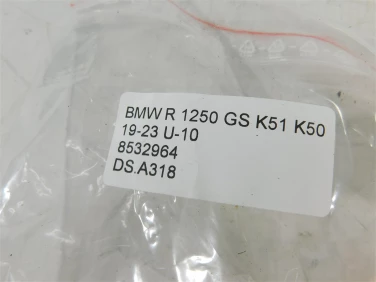 BMW R 1250 GS K51 K50
19-23 U-10
8532964
DS.A318